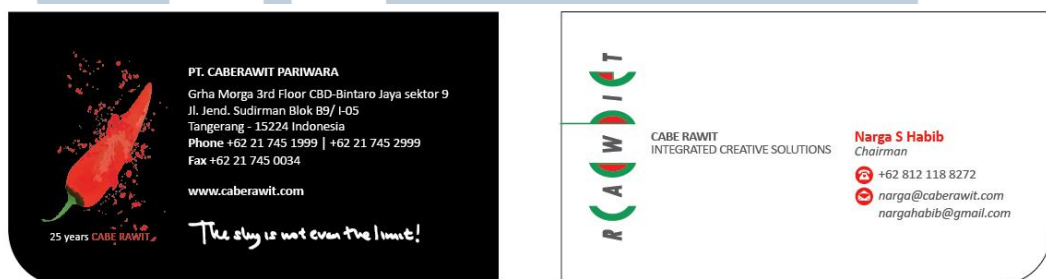 PT. CABERAWIT PARIWARA
Grha Morga 3rd Floor CBD-Bintaro Jaya sektor 9
Jl. Jend. Sudirman Blok B9/ I-05
Tangerang - 15224 Indonesia
Phone +62 21 745 1999 | +62 21 745 2999
Fax +62 21 745 0034
www.caberawit.com
25 years CABE RAWIT
The sky is not even the limit!
CABE RAWIT
INTEGRATED CREATIVE SOLUTIONS
Narga S Habib
Chairman
+62 812 118 8272
narga@caberawit.com
nargahabib@gmail.com